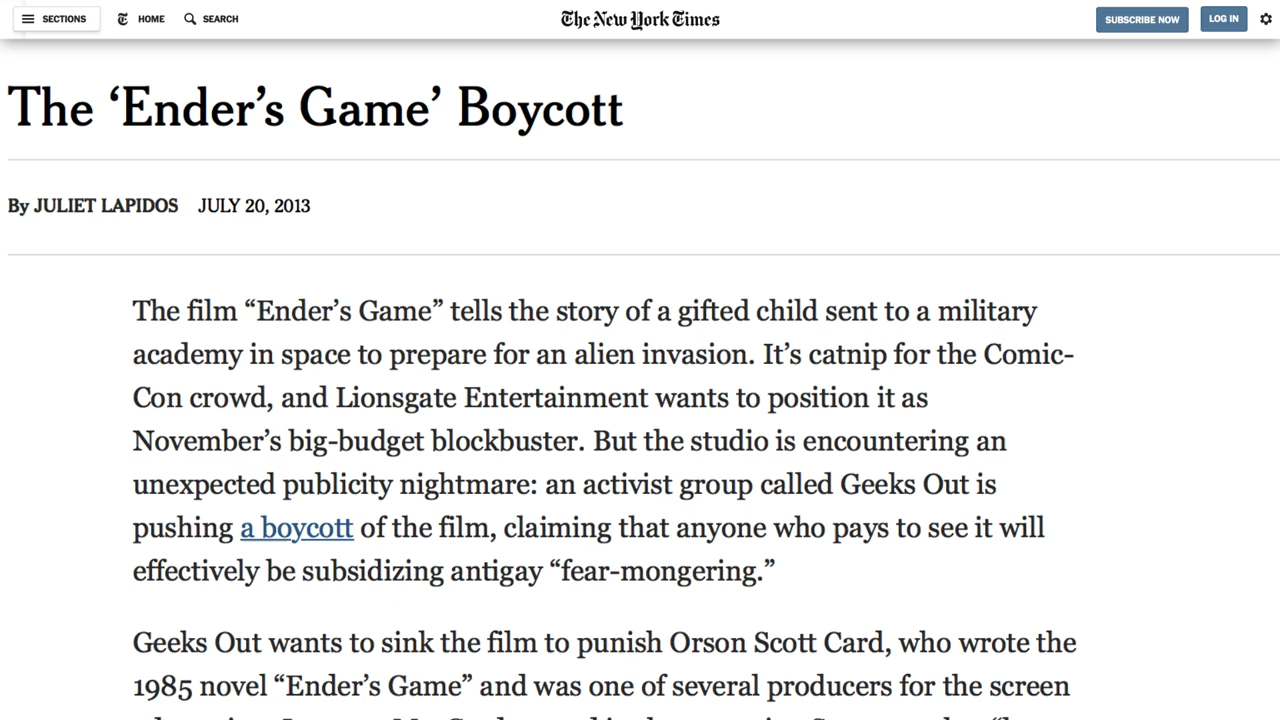 SECTIONS HOME SEARCH The New York Times SUBSCRIBE NOW LOG IN
The ‘Ender’s Game’ Boycott
By JULIET LAPIDOS JULY 20, 2013
The film “Ender’s Game” tells the story of a gifted child sent to a military
academy in space to prepare for an alien invasion. It’s catnip for the Comic-
Con crowd, and Lionsgate Entertainment wants to position it as
November’s big-budget blockbuster. But the studio is encountering an
unexpected publicity nightmare: an activist group called Geeks Out is
pushing a boycott of the film, claiming that anyone who pays to see it will
effectively be subsidizing antigay “fear-mongering.”
Geeks Out wants to sink the film to punish Orson Scott Card, who wrote the
1985 novel “Ender’s Game” and was one of several producers for the screen